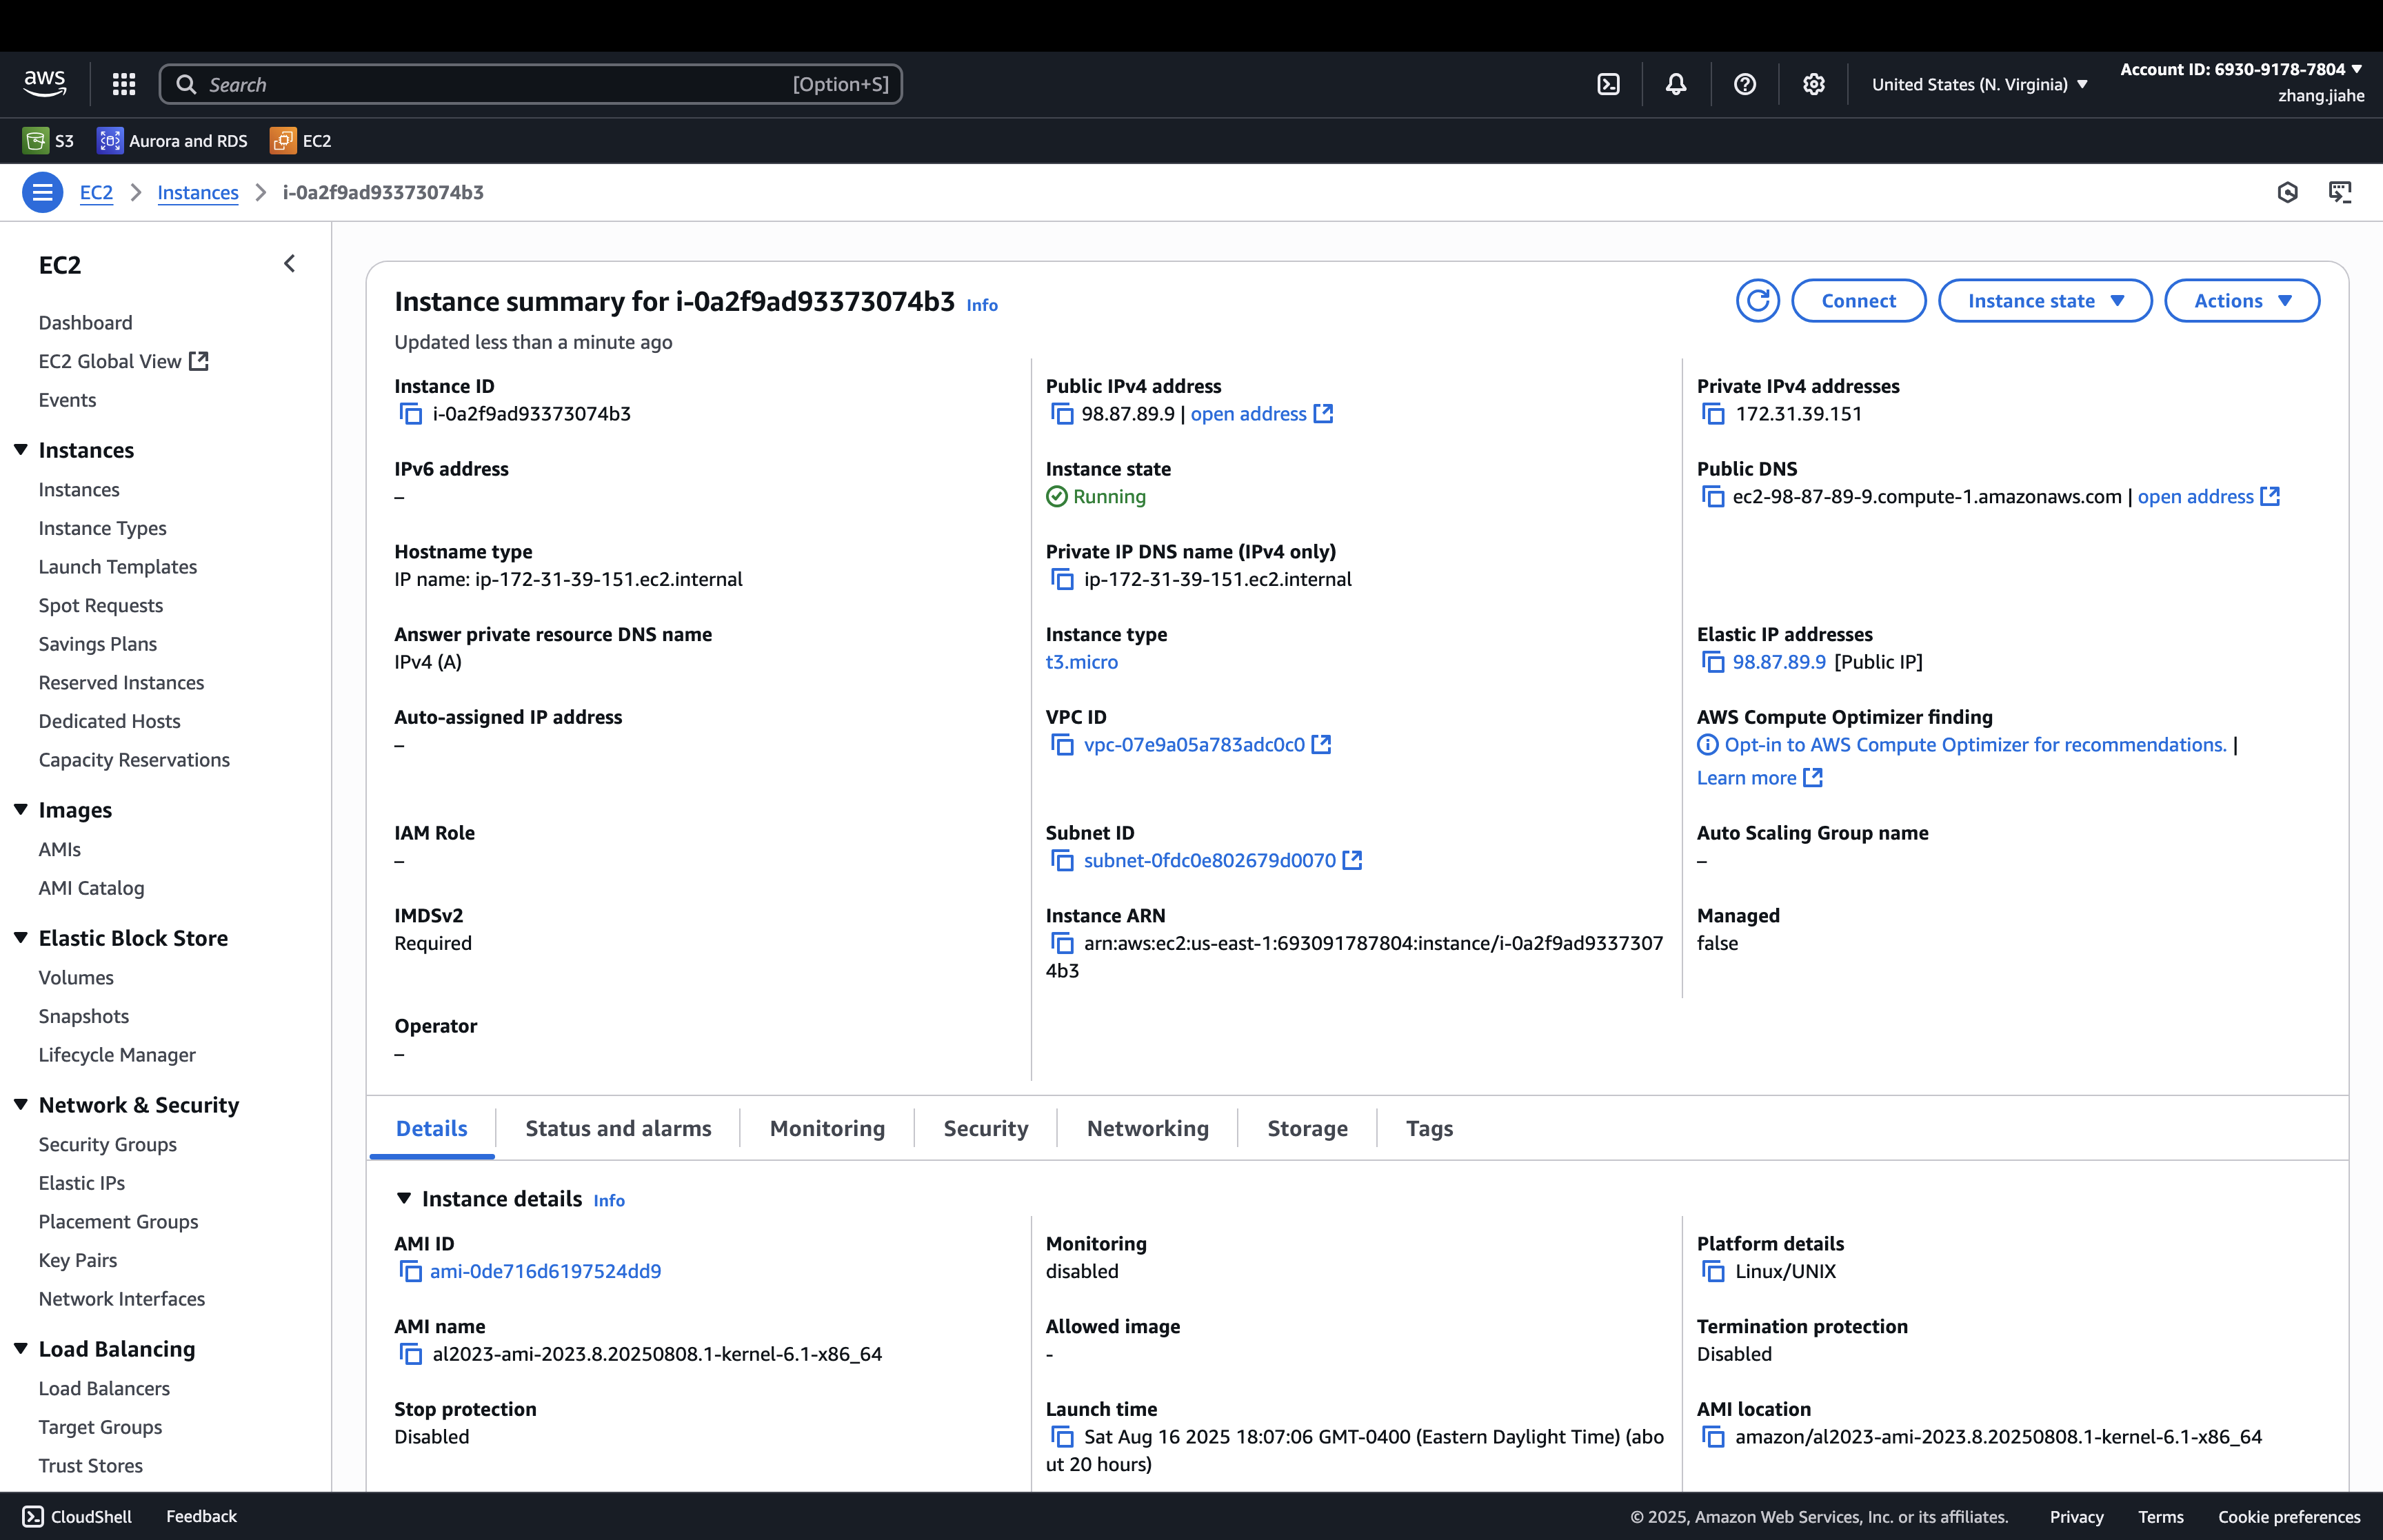 aws
Search [Option+S]
United States (N. Virginia)
Account ID: 6930-9178-7804
zhang.jiahe
S3
Aurora and RDS
EC2
EC2 > Instances > i-0a2f9ad93373074b3
EC2
Dashboard
EC2 Global View
Events
Instances
Instances
Instance Types
Launch Templates
Spot Requests
Savings Plans
Reserved Instances
Dedicated Hosts
Capacity Reservations
Images
AMIs
AMI Catalog
Elastic Block Store
Volumes
Snapshots
Lifecycle Manager
Network & Security
Security Groups
Elastic IPs
Placement Groups
Key Pairs
Network Interfaces
Load Balancing
Load Balancers
Target Groups
Trust Stores
Instance summary for i-0a2f9ad93373074b3 Info
Updated less than a minute ago
Connect
Instance state
Actions
Instance ID
i-0a2f9ad93373074b3
Public IPv4 address
98.87.89.9 | open address
Private IPv4 addresses
172.31.39.151
IPv6 address
–
Instance state
Running
Public DNS
ec2-98-87-89-9.compute-1.amazonaws.com | open address
Hostname type
IP name: ip-172-31-39-151.ec2.internal
Private IP DNS name (IPv4 only)
ip-172-31-39-151.ec2.internal
Answer private resource DNS name
IPv4 (A)
Instance type
t3.micro
Elastic IP addresses
98.87.89.9 [Public IP]
Auto-assigned IP address
–
VPC ID
vpc-07e9a05a783adc0c0
AWS Compute Optimizer finding
Opt-in to AWS Compute Optimizer for recommendations. |
Learn more
IAM Role
–
Subnet ID
subnet-0fdc0e802679d0070
Auto Scaling Group name
–
IMDSv2
Required
Instance ARN
arn:aws:ec2:us-east-1:693091787804:instance/i-0a2f9ad9337307
4b3
Managed
false
Operator
–
Details
Status and alarms
Monitoring
Security
Networking
Storage
Tags
Instance details Info
AMI ID
ami-0de716d6197524dd9
Monitoring
disabled
Platform details
Linux/UNIX
AMI name
al2023-ami-2023.8.20250808.1-kernel-6.1-x86_64
Allowed image
-
Termination protection
Disabled
Stop protection
Disabled
Launch time
Sat Aug 16 2025 18:07:06 GMT-0400 (Eastern Daylight Time) (abo
ut 20 hours)
AMI location
amazon/al2023-ami-2023.8.20250808.1-kernel-6.1-x86_64
CloudShell
Feedback
© 2025, Amazon Web Services, Inc. or its affiliates.
Privacy
Terms
Cookie preferences